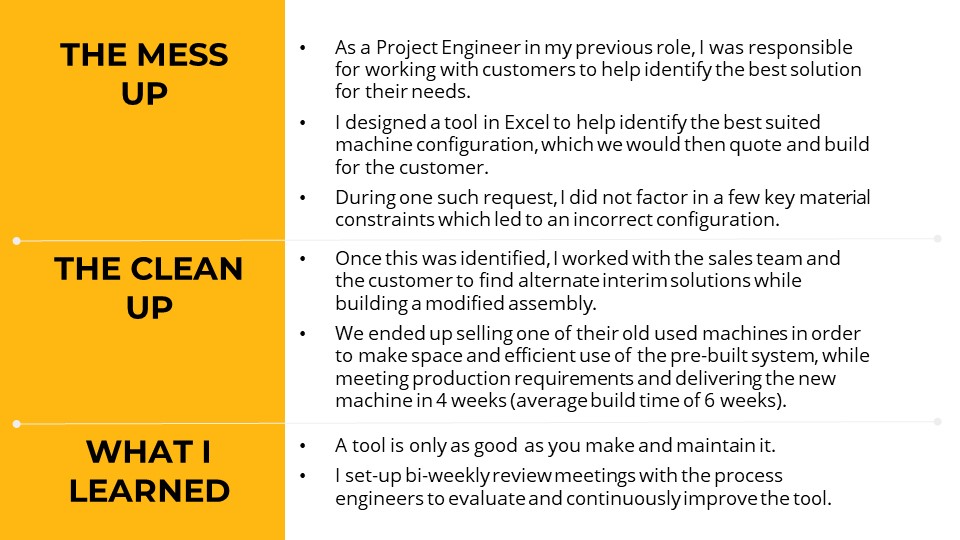 THE MESS
UP
• As a Project Engineer in my previous role, I was responsible
for working with customers to help identify the best solution
for their needs.
• I designed a tool in Excel to help identify the best suited
machine configuration, which we would then quote and build
for the customer.
• During one such request, I did not factor in a few key material
constraints which led to an incorrect configuration.
THE CLEAN
UP
• Once this was identified, I worked with the sales team and
the customer to find alternate interim solutions while
building a modified assembly.
• We ended up selling one of their old used machines in order
to make space and efficient use of the pre-built system, while
meeting production requirements and delivering the new
machine in 4 weeks (average build time of 6 weeks).
WHAT I
LEARNED
• A tool is only as good as you make and maintain it.
• I set-up bi-weekly review meetings with the process
engineers to evaluate and continuously improve the tool.